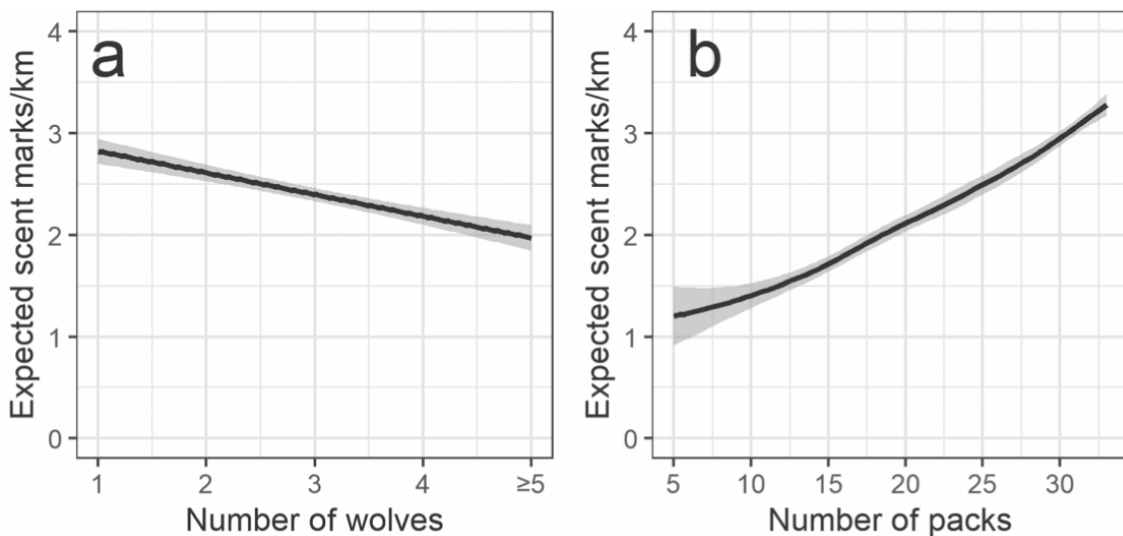 a
Expected scent marks/km
4
3
2
1
0
1 2 3 4 ≥5
Number of wolves
b
Expected scent marks/km
4
3
2
1
0
5 10 15 20 25 30
Number of packs